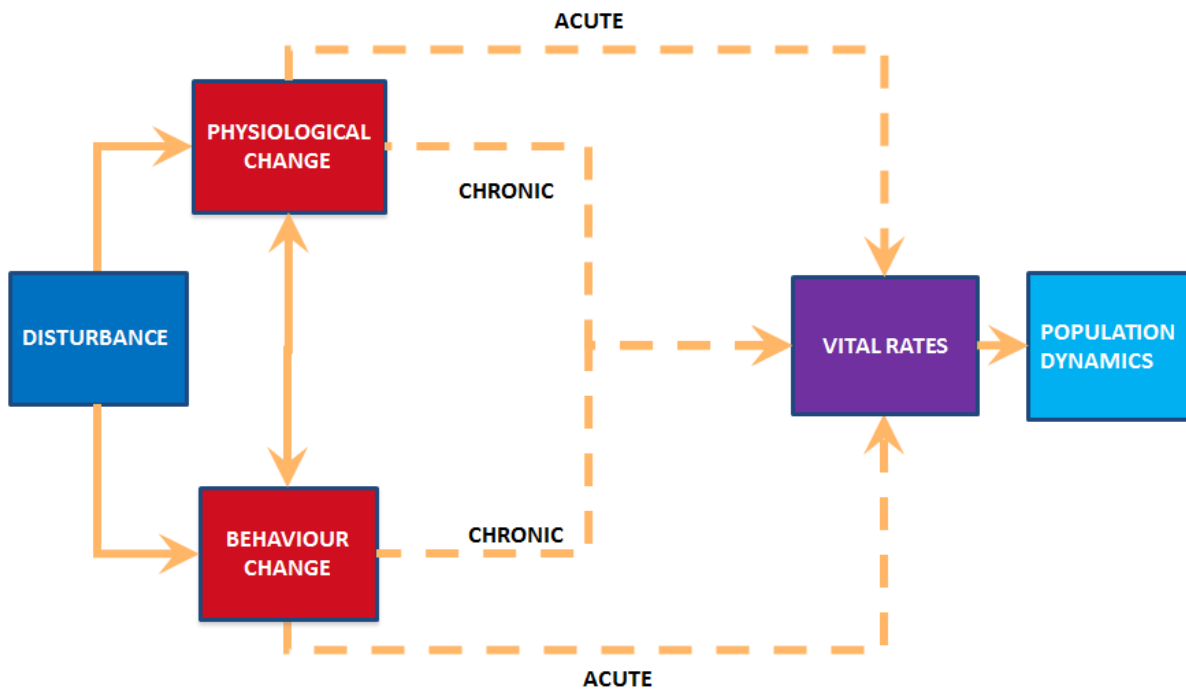 ACUTE
PHYSIOLOGICAL
CHANGE
CHRONIC
DISTURBANCE
VITAL RATES
POPULATION
DYNAMICS
BEHAVIOUR
CHANGE
CHRONIC
ACUTE